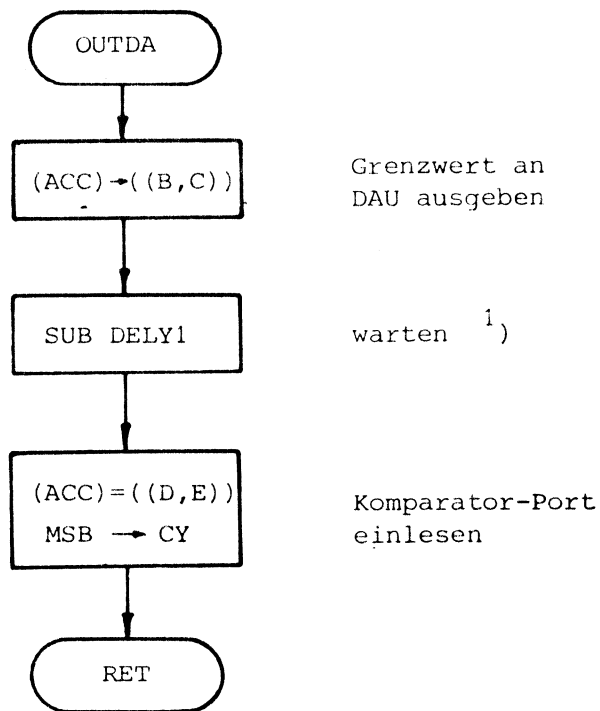 OUTDA
(ACC)→((B,C))
Grenzwert an
DAU ausgeben
SUB DELY1
warten 1)
(ACC)=((D,E))
MSB → CY
Komparator-Port
einlesen
RET